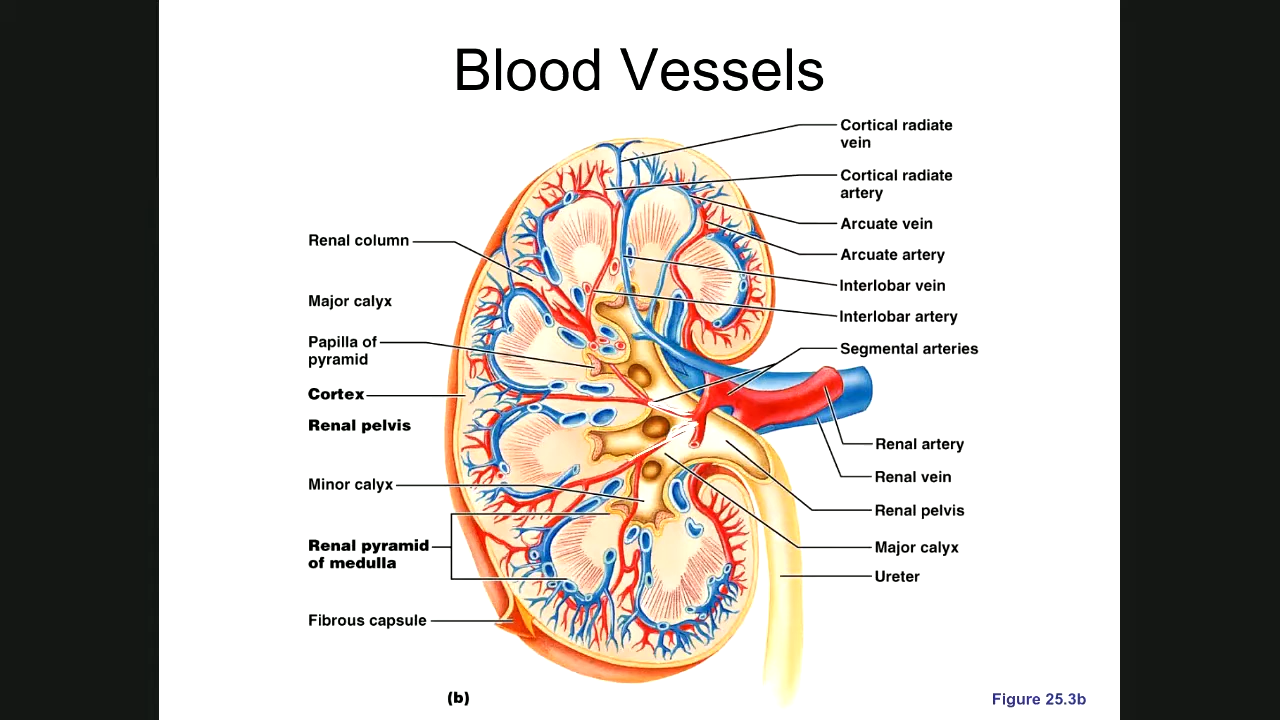 Blood Vessels
Cortical radiate
vein
Cortical radiate
artery
Arcuate vein
Arcuate artery
Interlobar vein
Interlobar artery
Segmental arteries
Renal artery
Renal vein
Renal pelvis
Major calyx
Ureter
Renal column
Major calyx
Papilla of
pyramid
Cortex
Renal pelvis
Minor calyx
Renal pyramid
of medulla
Fibrous capsule
(b)
Figure 25.3b